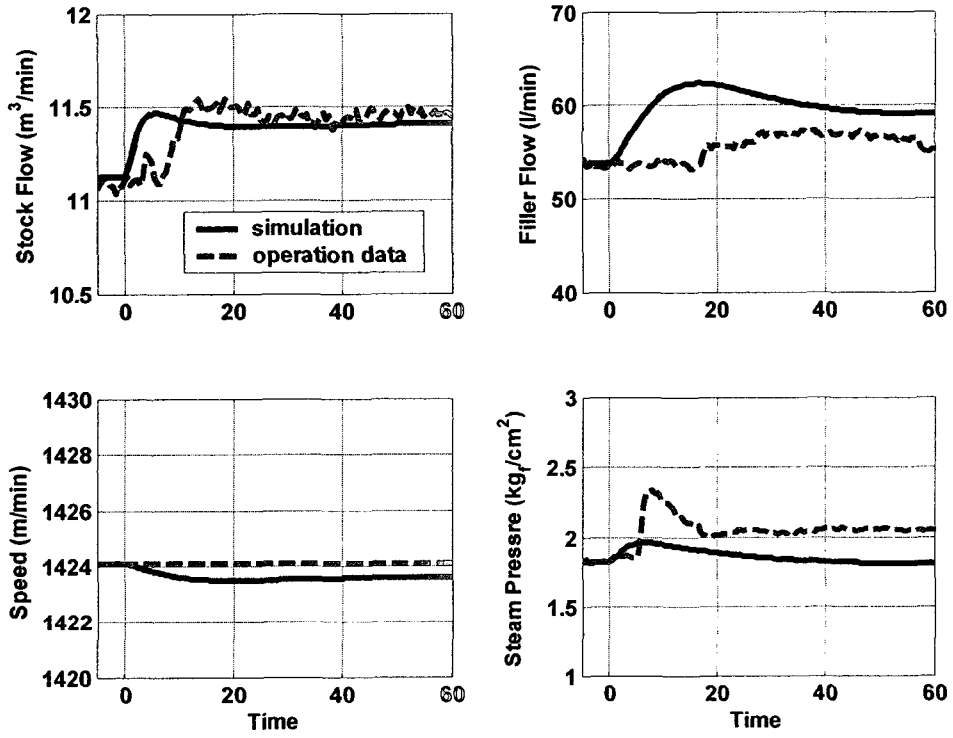 12
11.5
11
10.5
Stock Flow (m³/min)
simulation
operation data
0 20 40 60
70
60
50
40
Filler Flow (l/min)
0 20 40 60
1430
1428
1426
1424
1422
1420
Speed (m/min)
0 20 40 60
Time
3
2.5
2
1.5
1
Steam Pressre (kgf/cm²)
0 20 40 60
Time